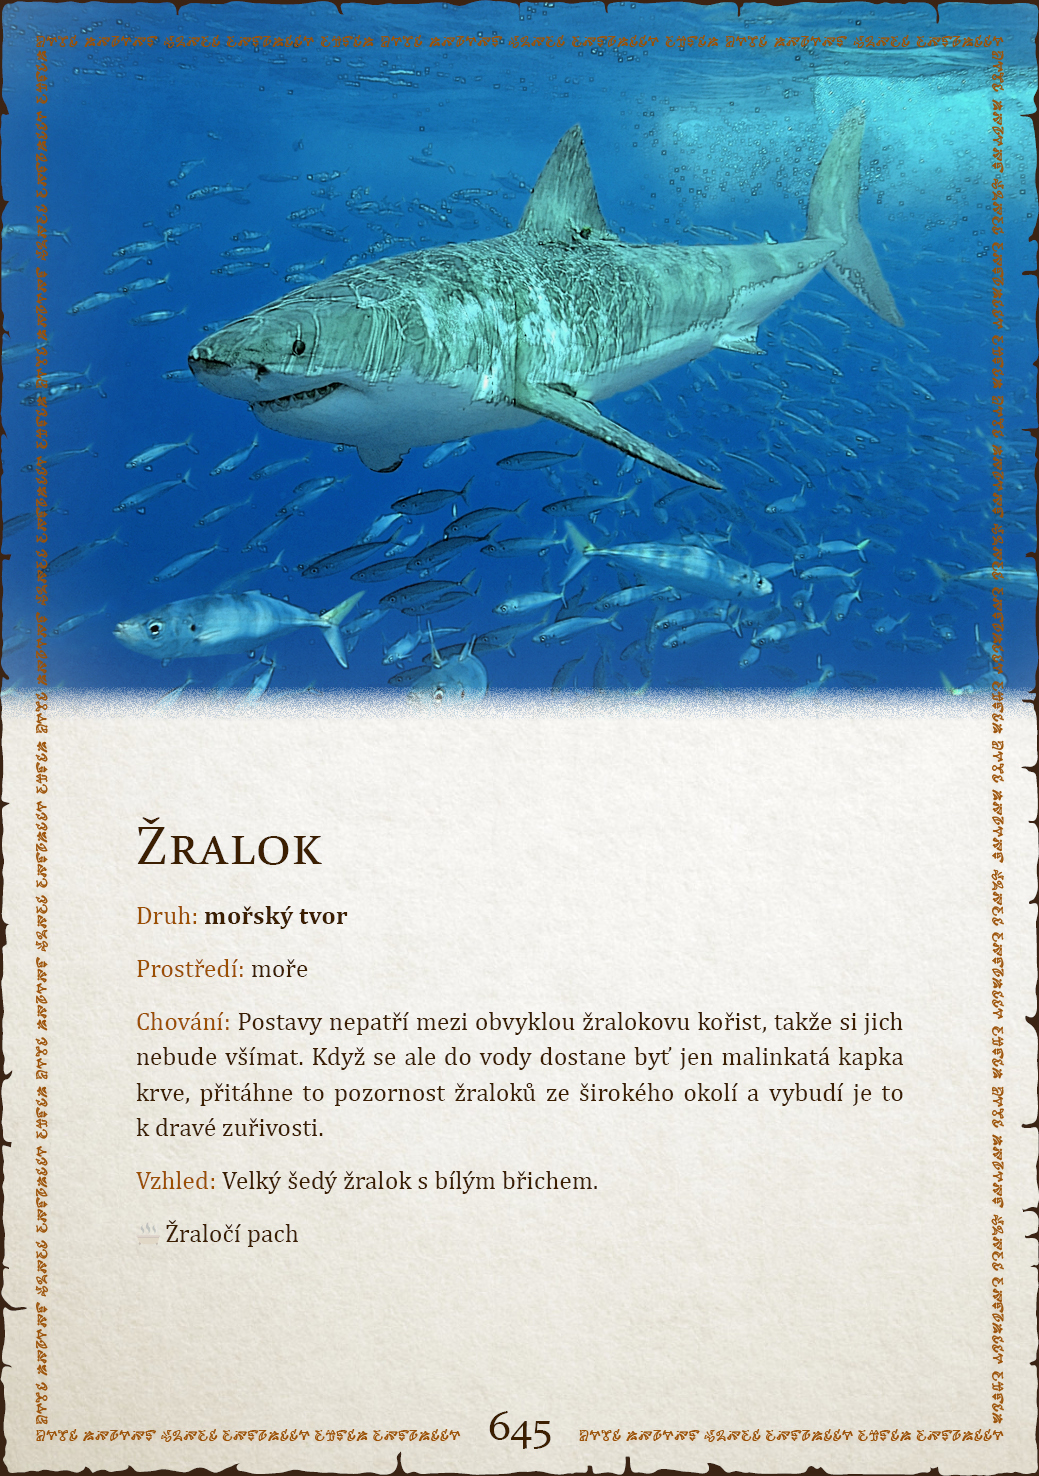 Žralok
Druh: mořský tvor
Prostředí: moře
Chování: Postavy nepatří mezi obvyklou žralokovu kořist, takže si jich
nebude všímat. Když se ale do vody dostane byť jen malinkatá kapka
krve, přitáhne to pozornost žraloků ze širokého okolí a vybudí je to
k dravé zuřivosti.
Vzhled: Velký šedý žralok s bílým břichem.
Žraločí pach
645